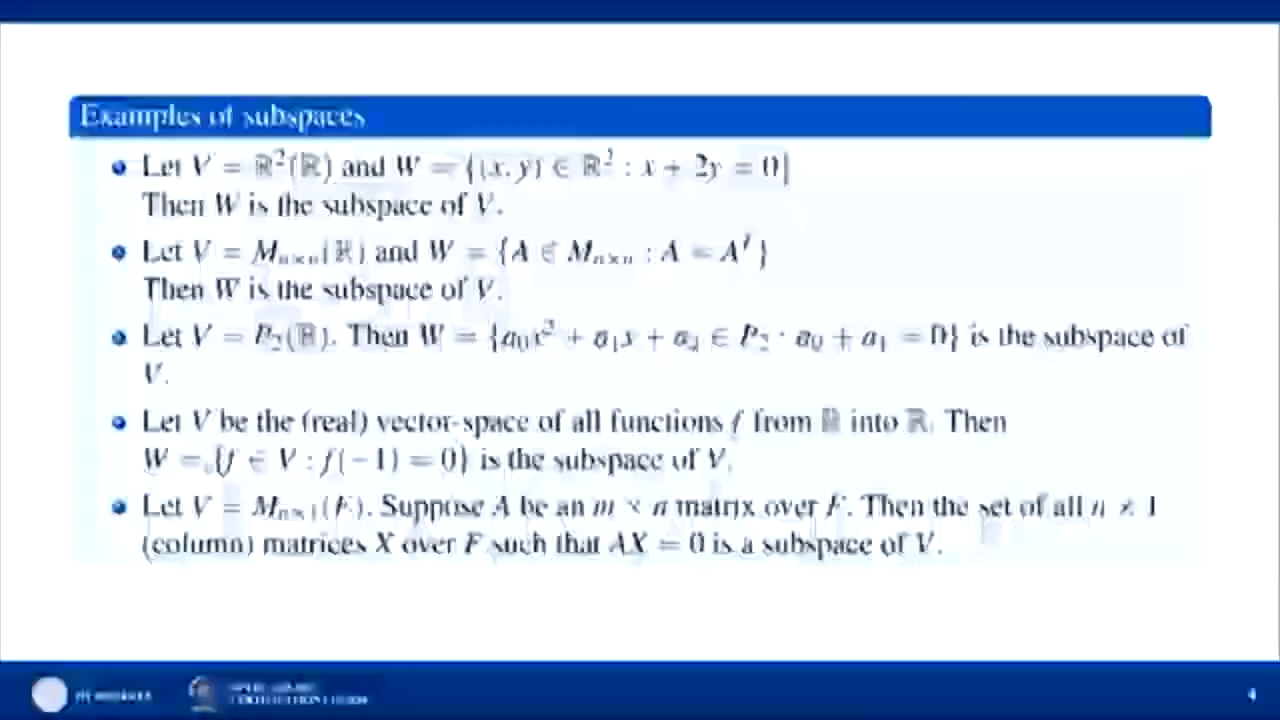 Examples of subspaces
Let V = ℝ²(ℝ) and W = {(x, y) ∈ ℝ² : x + 2y = 0}
Then W is the subspace of V.
Let V = Mₙₓₙ(ℝ) and W = {A ∈ Mₙₓₙ : A = Aᵀ}
Then W is the subspace of V.
Let V = P₂(ℝ). Then W = {a₀x² + a₁x + a₂ ∈ P₂ : a₀ + a₁ = 0} is the subspace of
V.
Let V be the (real) vector-space of all functions f from ℝ into ℝ. Then
W = {f ∈ V : f(−1) = 0} is the subspace of V.
Let V = Mₙₓ₁(F). Suppose A be an m × n matrix over F. Then the set of all n × 1
(column) matrices X over F such that AX = 0 is a subspace of V.
4